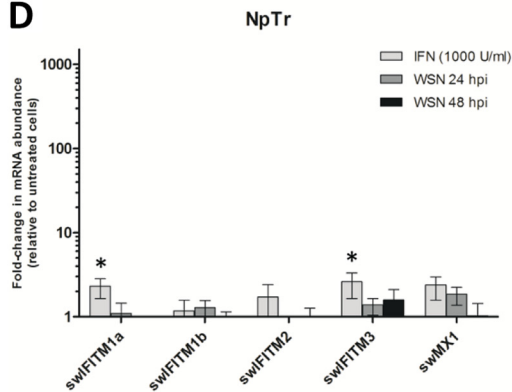 D
NpTr
IFN (1000 U/ml)
WSN 24 hpi
WSN 48 hpi
Fold-change in mRNA abundance
(relative to untreated cells)
1000
100
10
1
*
*
swIFITM1a
swIFITM1b
swIFITM2
swIFITM3
swMX1